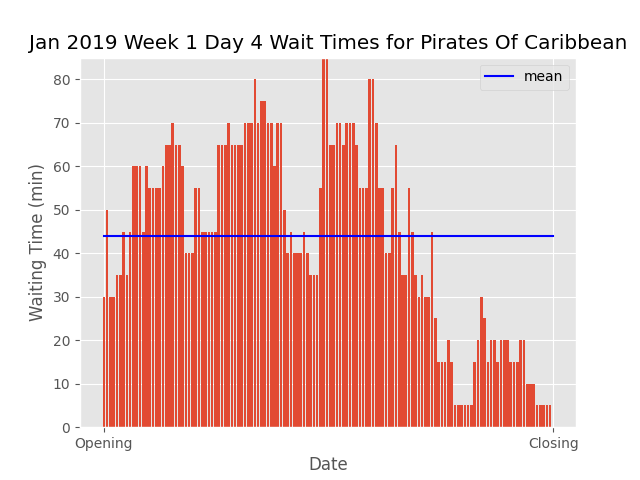 Jan 2019 Week 1 Day 4 Wait Times for Pirates Of Caribbean
mean
80
70
60
50
40
30
20
10
0
Waiting Time (min)
Opening
Closing
Date